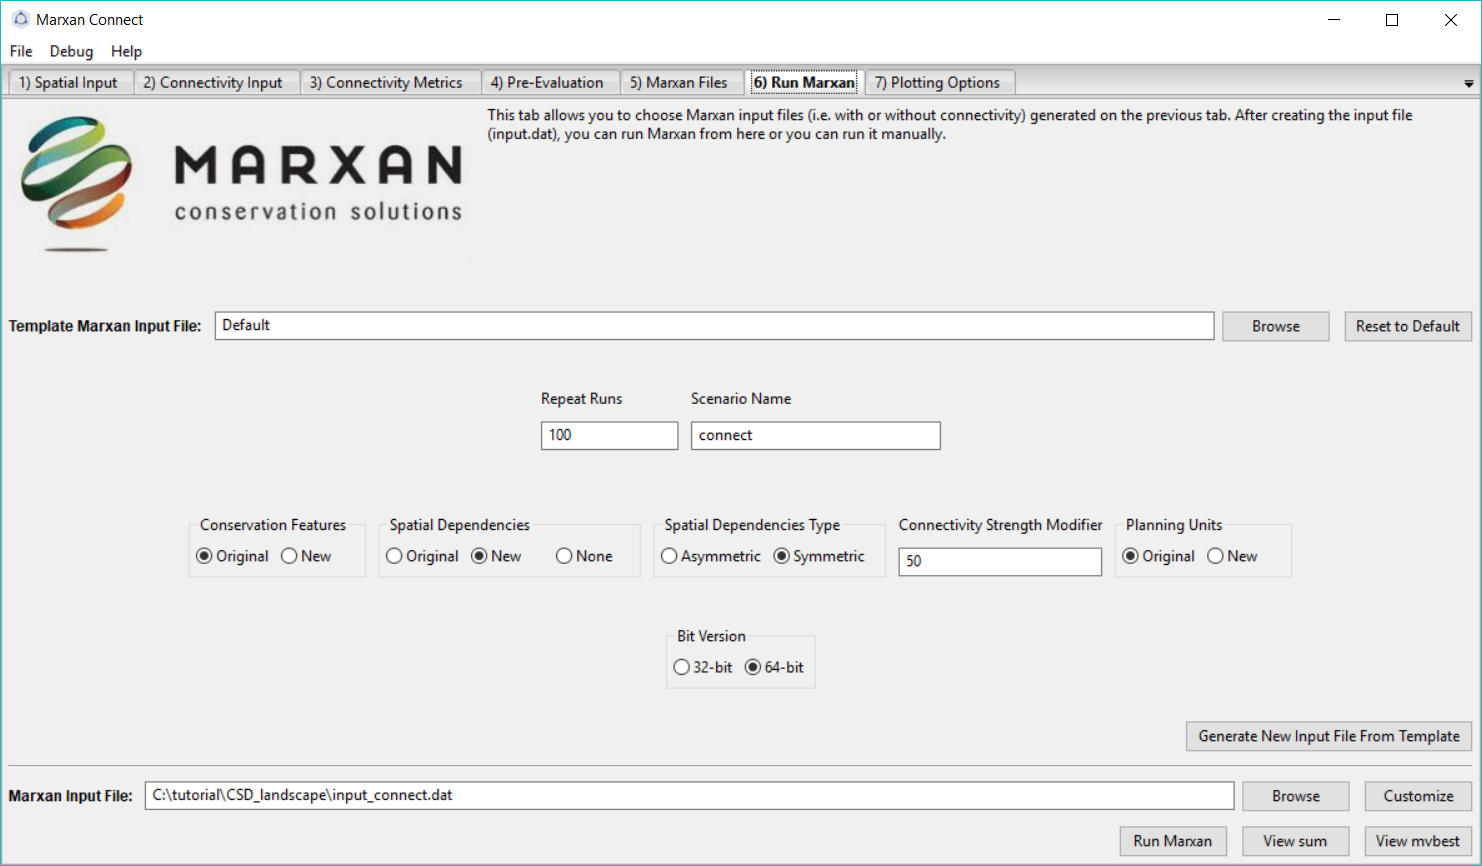 Marxan Connect
File Debug Help
1) Spatial Input 2) Connectivity Input 3) Connectivity Metrics 4) Pre-Evaluation 5) Marxan Files 6) Run Marxan 7) Plotting Options
This tab allows you to choose Marxan input files (i.e. with or without connectivity) generated on the previous tab. After creating the input file
(input.dat), you can run Marxan from here or you can run it manually.
MARXAN
conservation solutions
Template Marxan Input File: Default Browse Reset to Default
Repeat Runs Scenario Name
100 connect
Conservation Features Spatial Dependencies Spatial Dependencies Type Connectivity Strength Modifier Planning Units
Original New Original New None Asymmetric Symmetric 50 Original New
Bit Version
32-bit 64-bit
Generate New Input File From Template
Marxan Input File: C:\tutorial\CSD_landscape\input_connect.dat Browse Customize
Run Marxan View sum View mvbest